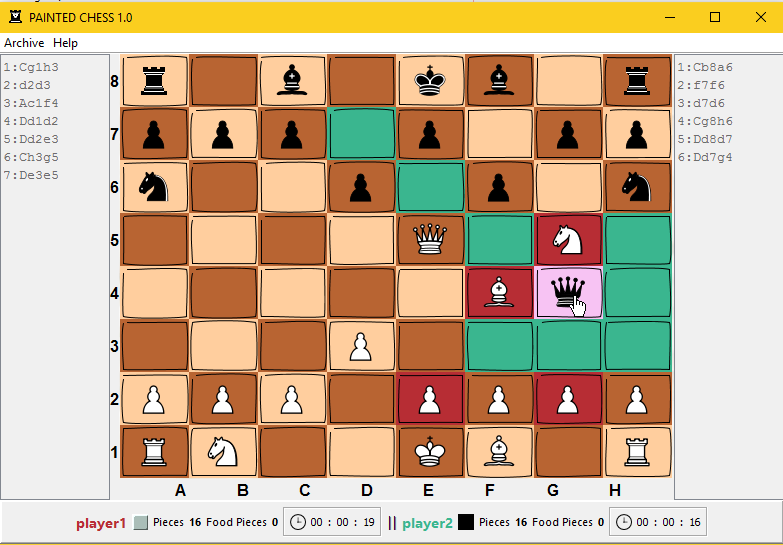 PAINTED CHESS 1.0
Archive Help
1:Cg1h3
2:d2d3
3:Ac1f4
4:Dd1d2
5:Dd2e3
6:Ch3g5
7:De3e5
8
7
6
5
4
3
2
1
A B C D E F G H
1:Cb8a6
2:f7f6
3:d7d6
4:Cg8h6
5:Dd8d7
6:Dd7g4
player1 Pieces 16 Food Pieces 0 00 : 00 : 19 || player2 Pieces 16 Food Pieces 0 00 : 00 : 16